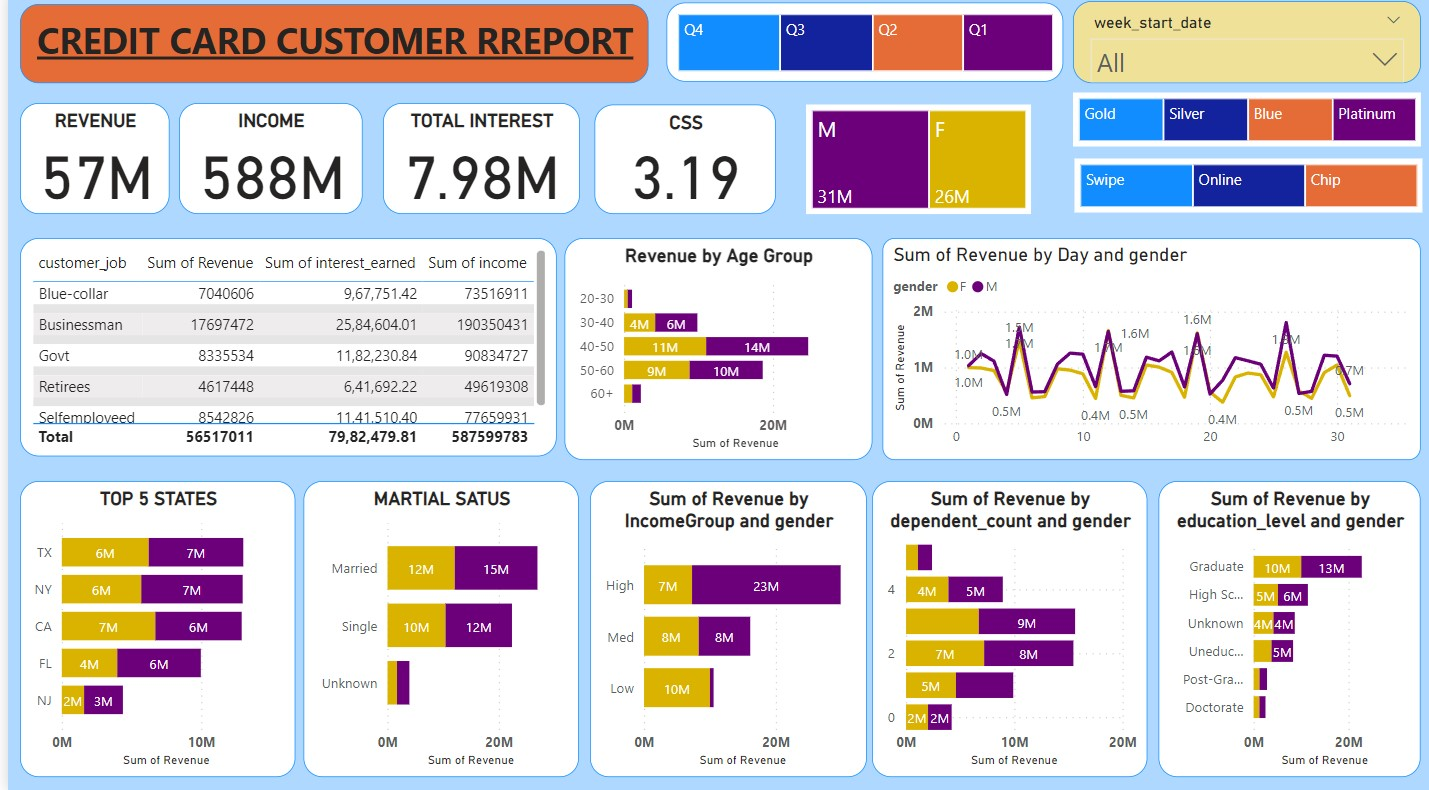 CREDIT CARD CUSTOMER RREPORT
Q4 Q3 Q2 Q1
week_start_date
All
REVENUE
57M
INCOME
588M
TOTAL INTEREST
7.98M
CSS
3.19
M F
31M 26M
Gold Silver Blue Platinum
Swipe Online Chip
customer_job Sum of Revenue Sum of interest_earned Sum of income
Blue-collar 7040606 9,67,751.42 73516911
Businessman 17697472 25,84,604.01 190350431
Govt 8335534 11,82,230.84 90834727
Retirees 4617448 6,41,692.22 49619308
Selfemployeed 8542826 11,41,510.40 77659931
Total 56517011 79,82,479.81 587599783
Revenue by Age Group
20-30
30-40 4M 6M
40-50 11M 14M
50-60 9M 10M
60+
0M 20M
Sum of Revenue
Sum of Revenue by Day and gender
gender F M
Sum of Revenue
2M
1M
0M
1.0M
1.0M
0.5M
1.5M
0.4M
1.6M
0.5M
1.6M
0.4M
0.5M
0.5M
0 10 20 30
TOP 5 STATES
TX 6M 7M
NY 6M 7M
CA 7M 6M
FL 4M 6M
NJ 2M 3M
0M 10M
Sum of Revenue
MARTIAL SATUS
Married 12M 15M
Single 10M 12M
Unknown
0M 20M
Sum of Revenue
Sum of Revenue by
IncomeGroup and gender
High 7M 23M
Med 8M 8M
Low 10M
0M 20M
Sum of Revenue
Sum of Revenue by
dependent_count and gender
4 4M 5M
9M
2 7M 8M
5M
0 2M 2M
0M 10M 20M
Sum of Revenue
Sum of Revenue by
education_level and gender
Graduate 10M 13M
High Sc... 5M 6M
Unknown 4M 4M
Uneduc... 5M
Post-Gra...
Doctorate
0M 20M
Sum of Revenue